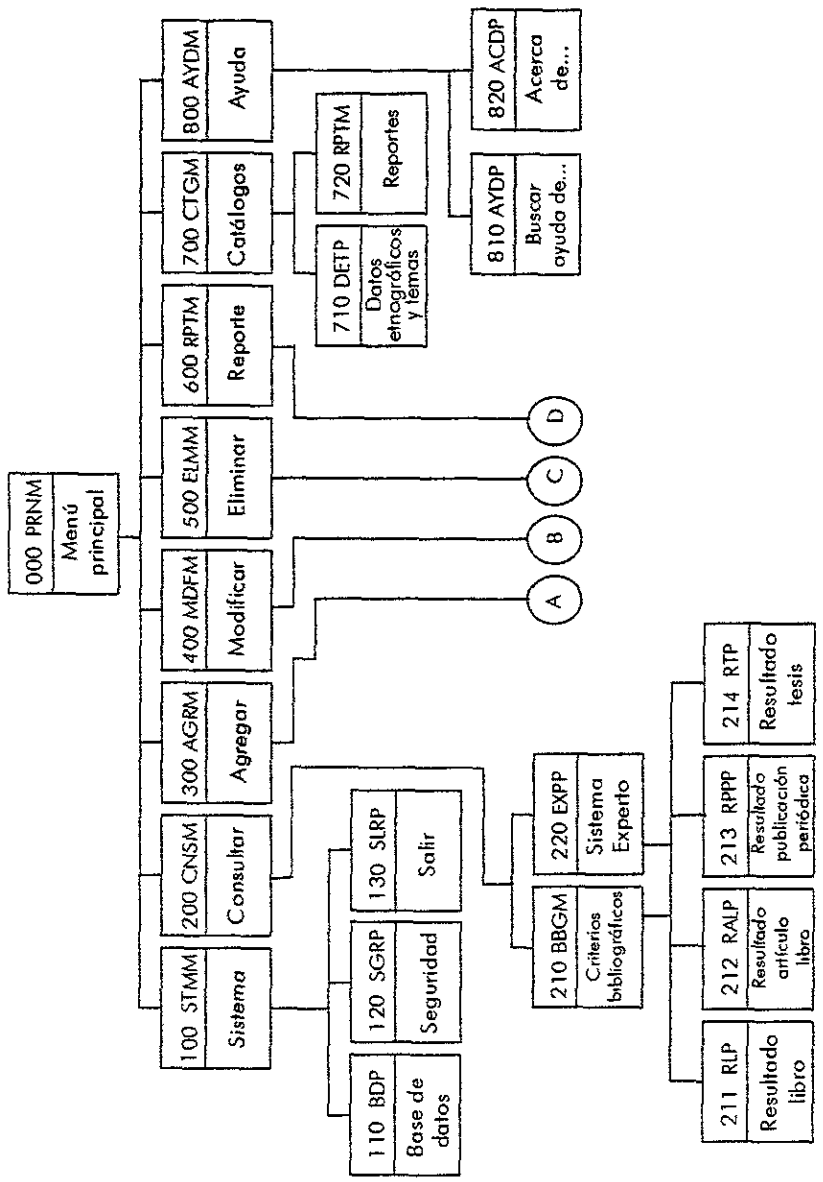 000 PRNM
Menú
principal
100 STMM
Sistema
200 CNSM
Consultar
300 AGRM
Agregar
400 MDFM
Modificar
500 ELMM
Eliminar
600 RPTM
Reporte
700 CTGM
Catálogos
800 AYDM
Ayuda
110 BDP
Base de
datos
120 SGRP
Seguridad
130 SLRP
Salir
710 DETP
Datos
etnográficos
y temas
720 RPTM
Reportes
210 BBGM
Criterios
bibliográficos
220 EXPP
Sistema
Experto
A
B
C
D
810 AYDP
Buscar
ayuda de...
820 ACDP
Acerca
de...
211 RLP
Resultado
libro
212 RALP
Resultado
artículo
libro
213 RPPP
Resultado
publicación
periódica
214 RTP
Resultado
tesis